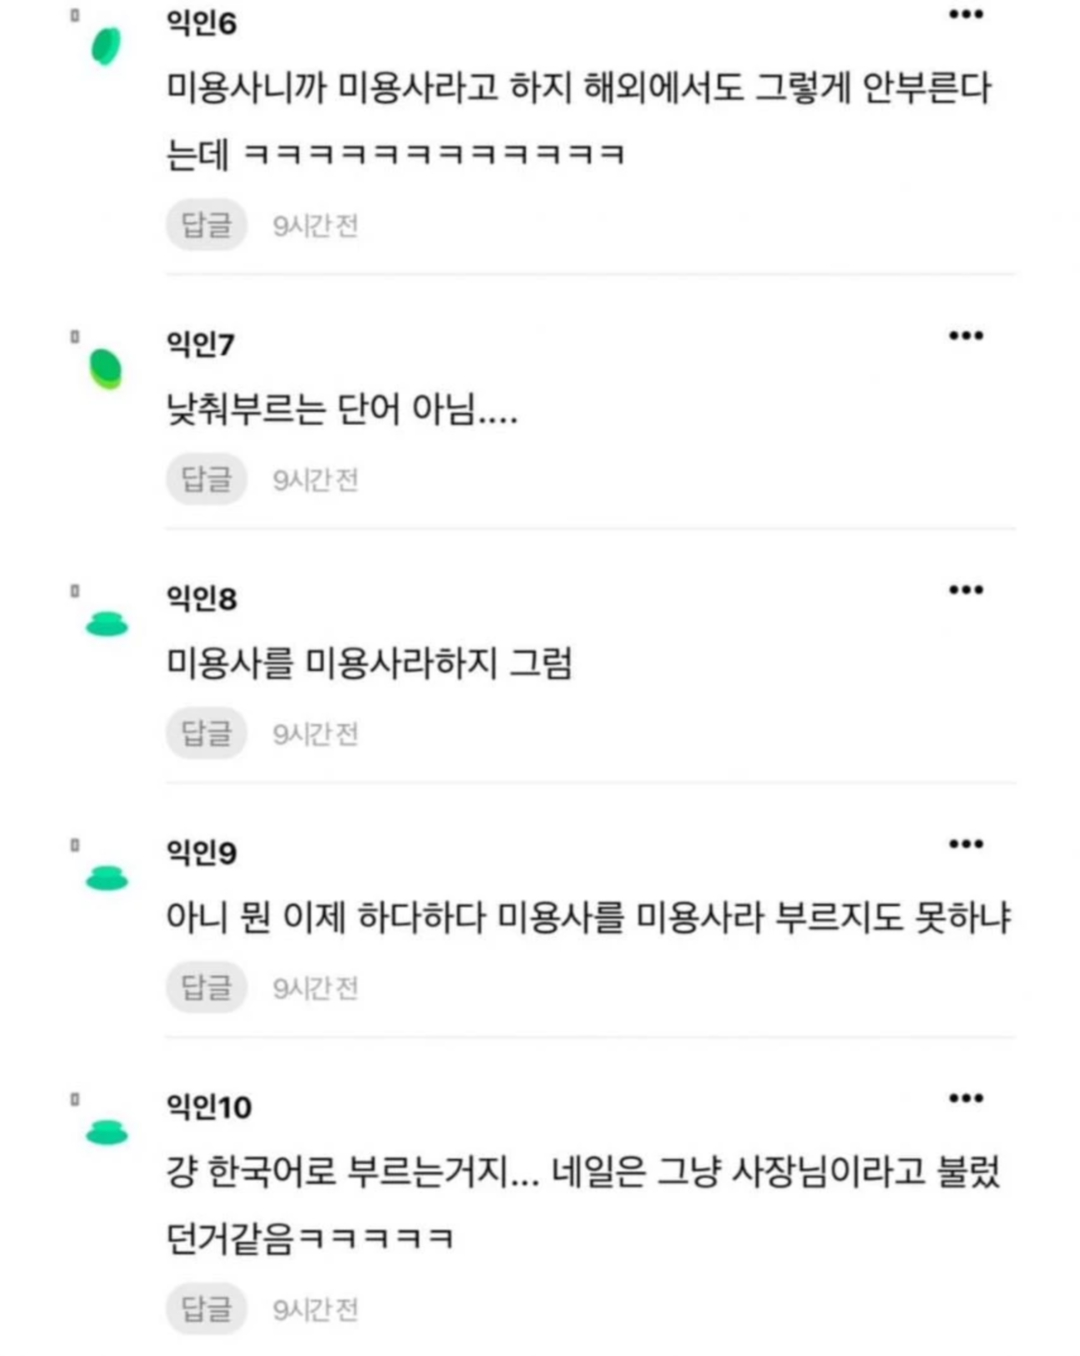 익인6
미용사니까 미용사라고 하지 해외에서도 그렇게 안부른다
는데 ㅋㅋㅋㅋㅋㅋㅋㅋㅋㅋㅋㅋ
답글 9시간 전
익인7
낮춰부르는 단어 아님....
답글 9시간 전
익인8
미용사를 미용사라하지 그럼
답글 9시간 전
익인9
아니 뭔 이제 하다하다 미용사를 미용사라 부르지도 못하냐
답글 9시간 전
익인10
걍 한국어로 부르는거지... 네일은 그냥 사장님이라고 불렀
던거같음ㅋㅋㅋㅋㅋ
답글 9시간 전